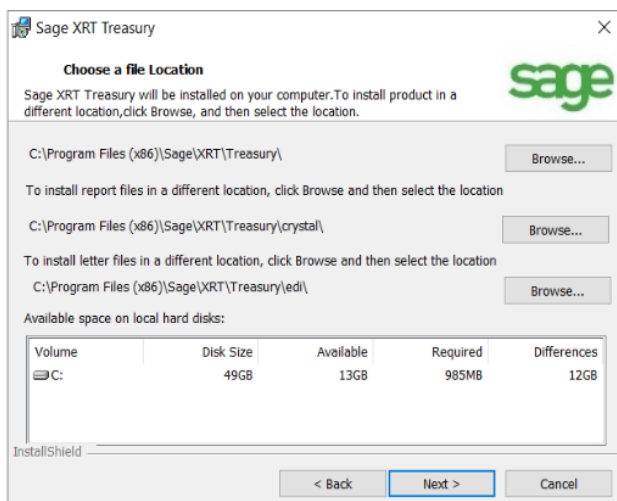 Sage XRT Treasury
Choose a file Location
Sage XRT Treasury will be installed on your computer.To install product in a
different location,click Browse, and then select the location.
sage
C:\Program Files (x86)\Sage\XRT\Treasury\
Browse...
To install report files in a different location, click Browse and then select the location
C:\Program Files (x86)\Sage\XRT\Treasury\crystal\
Browse...
To install letter files in a different location, click Browse and then select the location
C:\Program Files (x86)\Sage\XRT\Treasury\edi\
Browse...
Available space on local hard disks:
Volume Disk Size Available Required Differences
C: 49GB 13GB 985MB 12GB
InstallShield
< Back Next > Cancel